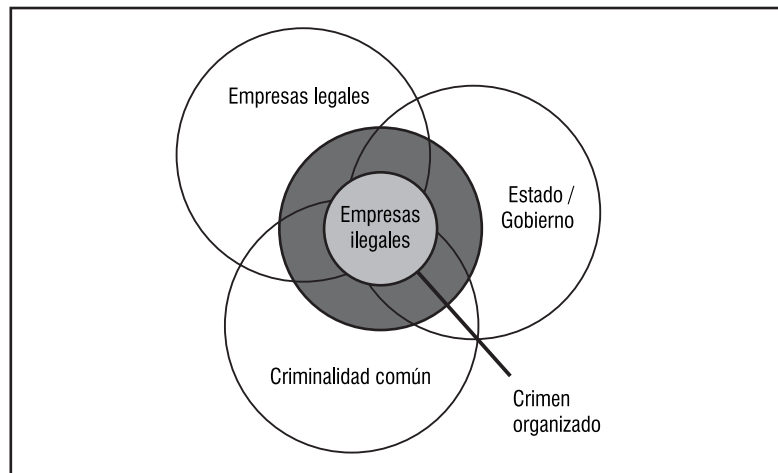 Empresas legales
Estado /
Gobierno
Empresas
ilegales
Criminalidad común
Crimen
organizado